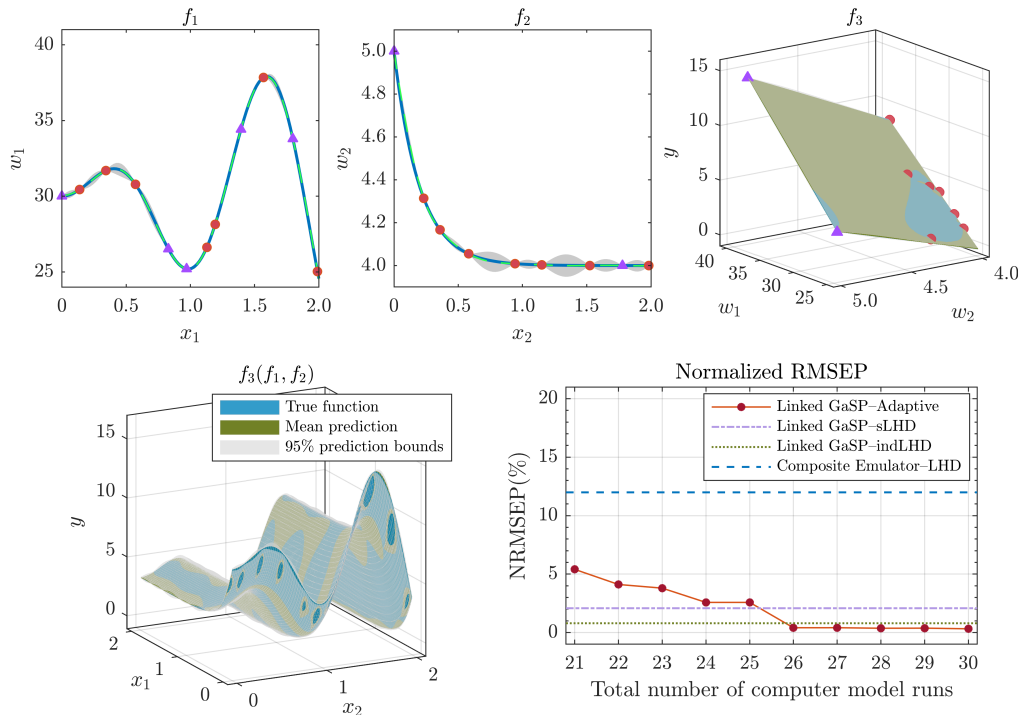 f₁
40
35
30
25
w₁
0 0.5 1.0 1.5 2.0
x₁
f₂
5.0
4.8
4.6
4.4
4.2
4.0
w₂
0 0.5 1.0 1.5 2.0
x₂
f₃
15
10
5
0
y
40 35 30 25
w₁
5.0 4.5 4.0
w₂
f₃(f₁, f₂)
True function
Mean prediction
95% prediction bounds
15
10
5
0
y
2 1 0
x₁
0 1 2
x₂
Normalized RMSEP
Linked GaSP–Adaptive
Linked GaSP–sLHD
Linked GaSP–indLHD
Composite Emulator–LHD
20
15
10
5
0
NRMSEP(%)
21 22 23 24 25 26 27 28 29 30
Total number of computer model runs